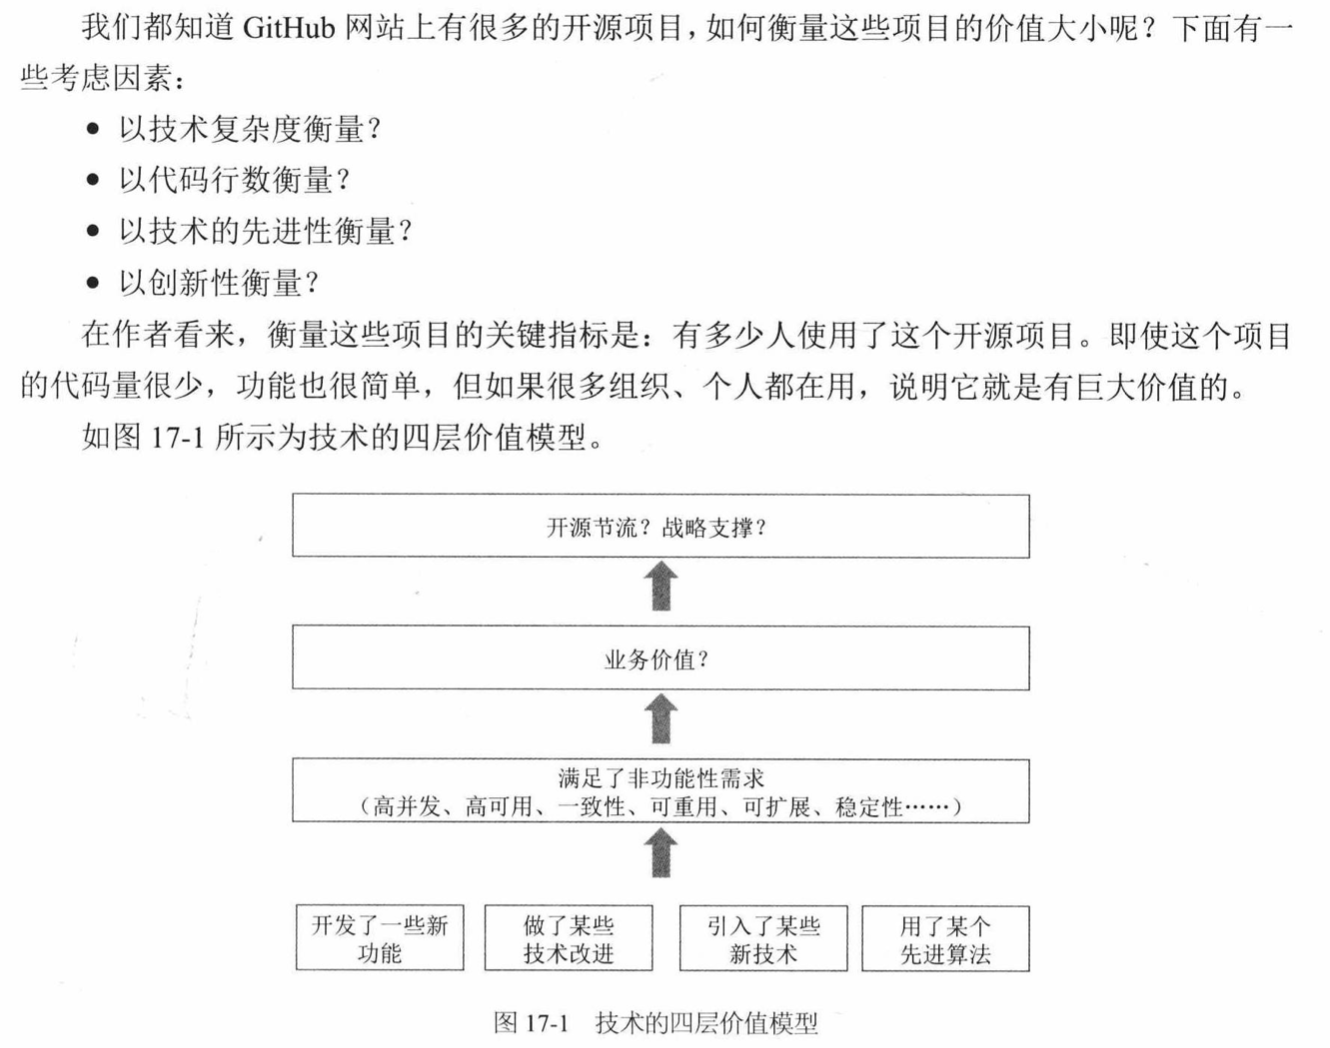 我们都知道 GitHub 网站上有很多的开源项目，如何衡量这些项目的价值大小呢？下面有一
些考虑因素：
● 以技术复杂度衡量？
● 以代码行数衡量？
● 以技术的先进性衡量？
● 以创新性衡量？
在作者看来，衡量这些项目的关键指标是：有多少人使用了这个开源项目。即使这个项目
的代码量很少，功能也很简单，但如果很多组织、个人都在用，说明它就是有巨大价值的。
如图 17-1 所示为技术的四层价值模型。
开源节流？战略支撑？
业务价值？
满足了非功能性需求
（高并发、高可用、一致性、可重用、可扩展、稳定性……）
开发了一些新
功能
做了某些
技术改进
引入了某些
新技术
用了某个
先进算法
图 17-1 技术的四层价值模型